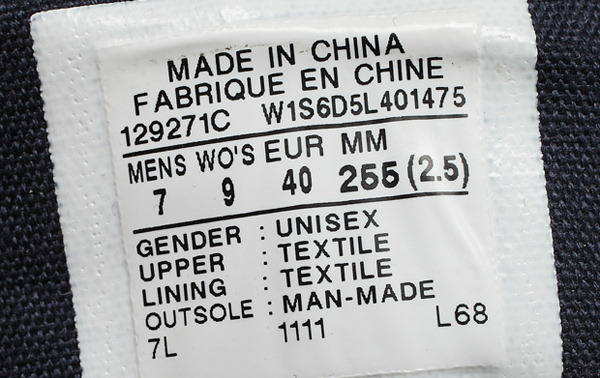 MADE IN CHINA
FABRIQUE EN CHINE
129271C W1S6D5L401475
MENS WO'S EUR MM
7 9 40 255 (2.5)
GENDER : UNISEX
UPPER : TEXTILE
LINING : TEXTILE
OUTSOLE : MAN-MADE
7L 1111 L68